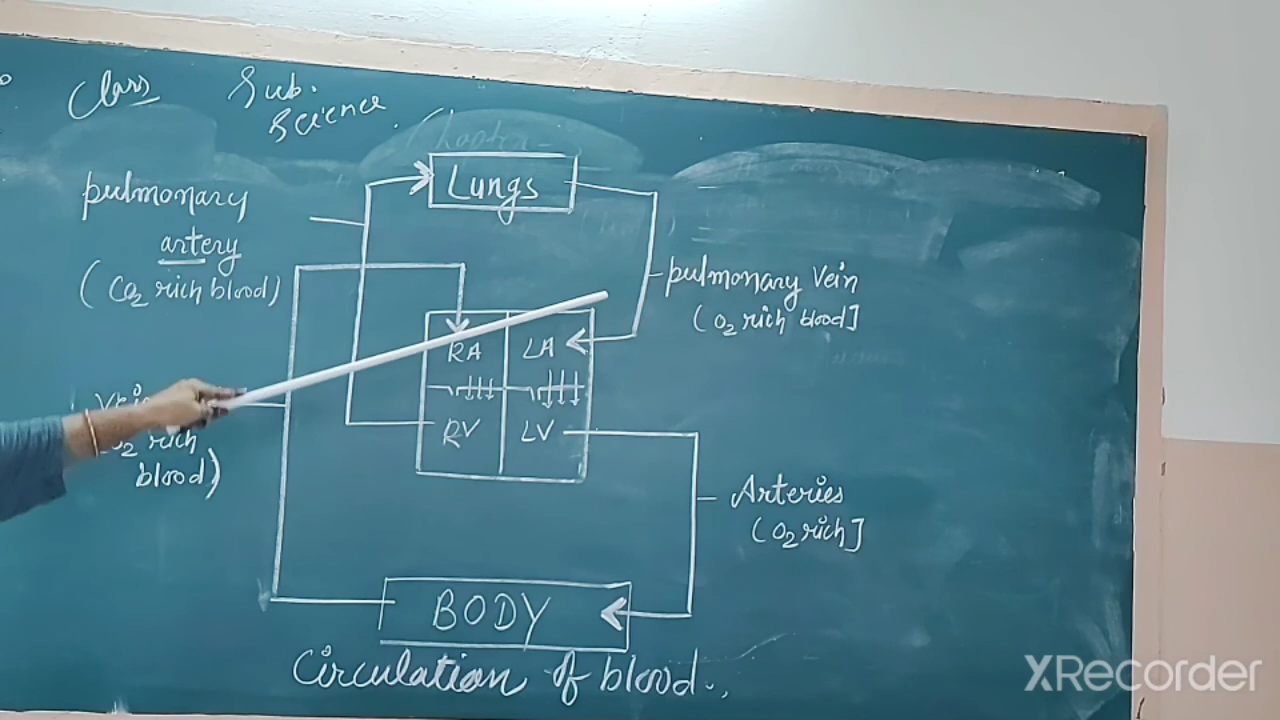 Class Sub.
Science
Lungs
pulmonary
artery
(CO2 rich blood)
pulmonary Vein
(O2 rich blood]
RA LA
RV LV
rich
blood)
Arteries
(O2 rich]
BODY
Circulation of blood.
XRecorder